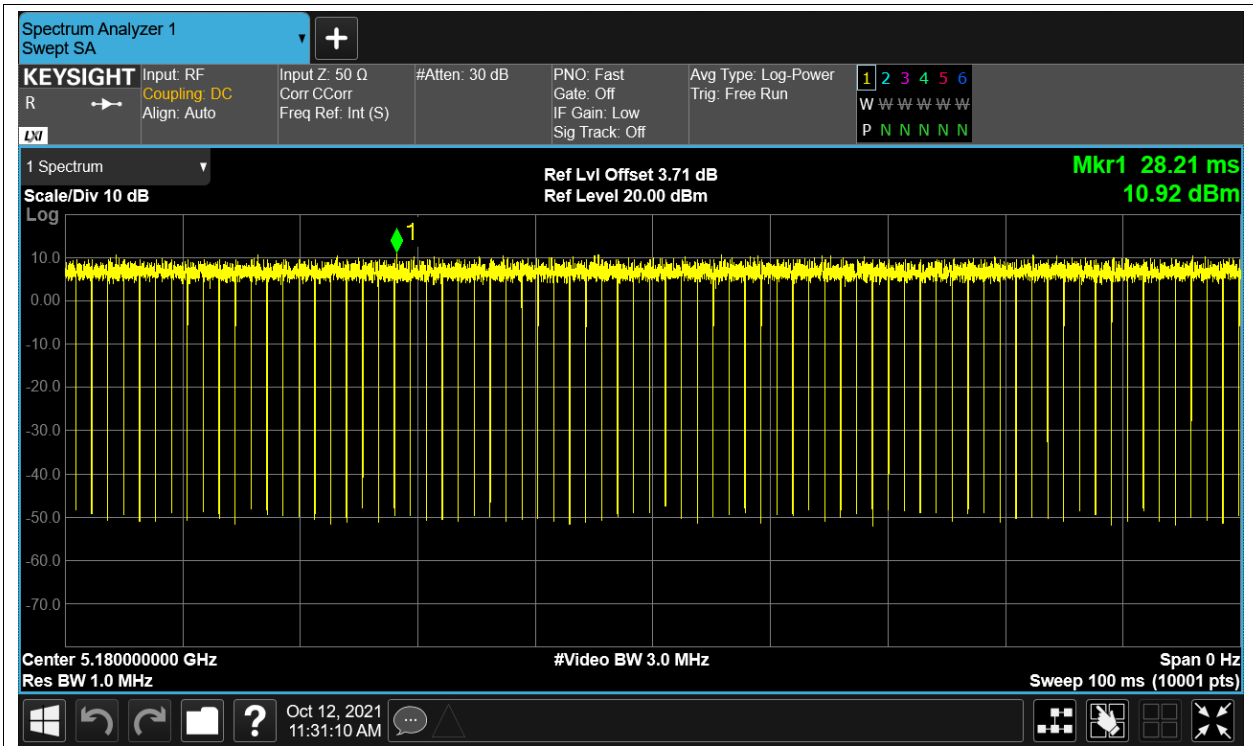 Spectrum Analyzer 1
Swept SA
KEYSIGHT
R
LXI
Input: RF
Coupling: DC
Align: Auto
Input Z: 50 Ω
Corr CCorr
Freq Ref: Int (S)
#Atten: 30 dB
PNO: Fast
Gate: Off
IF Gain: Low
Sig Track: Off
Avg Type: Log-Power
Trig: Free Run
1 2 3 4 5 6
W W W W W W
P N N N N N
1 Spectrum
Scale/Div 10 dB
Ref Lvl Offset 3.71 dB
Ref Level 20.00 dBm
Mkr1 28.21 ms
10.92 dBm
Log
1
10.0
0.00
-10.0
-20.0
-30.0
-40.0
-50.0
-60.0
-70.0
Center 5.180000000 GHz
Res BW 1.0 MHz
#Video BW 3.0 MHz
Span 0 Hz
Sweep 100 ms (10001 pts)
?
Oct 12, 2021
11:31:10 AM